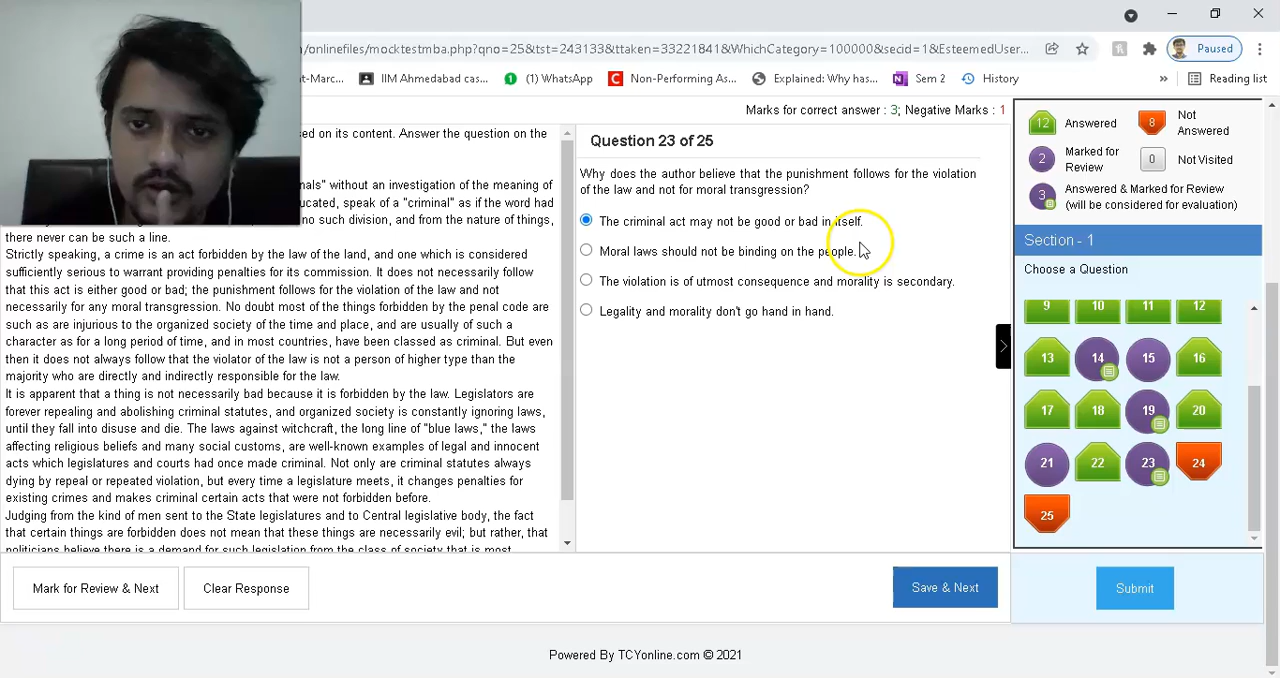 /onlinefiles/mocktestmba.php?no=25&tst=243133&ttaken=33221841&WhichCategory=100000&secid=1&EsteemedUser...
Paused
t-Marc...
IIM Ahmedabad cas...
(1) WhatsApp
Non-Performing As...
Explained: Why has...
Sem 2
History
»
Reading list
Marks for correct answer : 3; Negative Marks : 1
sed on its content. Answer the question on the
nals" without an investigation of the meaning of
ucated, speak of a "criminal" as if the word had
no such division, and from the nature of things,
there never can be such a line.
Strictly speaking, a crime is an act forbidden by the law of the land, and one which is considered
sufficiently serious to warrant providing penalties for its commission. It does not necessarily follow
that this act is either good or bad; the punishment follows for the violation of the law and not
necessarily for any moral transgression. No doubt most of the things forbidden by the penal code are
such as are injurious to the organized society of the time and place, and are usually of such a
character as for a long period of time, and in most countries, have been classed as criminal. But even
then it does not always follow that the violator of the law is not a person of higher type than the
majority who are directly and indirectly responsible for the law.
It is apparent that a thing is not necessarily bad because it is forbidden by the law. Legislators are
forever repealing and abolishing criminal statutes, and organized society is constantly ignoring laws,
until they fall into disuse and die. The laws against witchcraft, the long line of "blue laws," the laws
affecting religious beliefs and many social customs, are well-known examples of legal and innocent
acts which legislatures and courts had once made criminal. Not only are criminal statutes always
dying by repeal or repeated violation, but every time a legislature meets, it changes penalties for
existing crimes and makes criminal certain acts that were not forbidden before.
Judging from the kind of men sent to the State legislatures and to Central legislative body, the fact
that certain things are forbidden does not mean that these things are necessarily evil; but rather, that
politicians believe there is a demand for such legislation from the class of society that is most
Question 23 of 25
Why does the author believe that the punishment follows for the violation
of the law and not for moral transgression?
The criminal act may not be good or bad in itself.
Moral laws should not be binding on the people.
The violation is of utmost consequence and morality is secondary.
Legality and morality don't go hand in hand.
12 Answered
8 Not
Answered
2 Marked for
Review
0 Not Visited
3 Answered & Marked for Review
(will be considered for evaluation)
Section - 1
Choose a Question
9 10 11 12
13 14 15 16
17 18 19 20
21 22 23 24
25
Mark for Review & Next
Clear Response
Save & Next
Submit
Powered By TCYonline.com © 2021